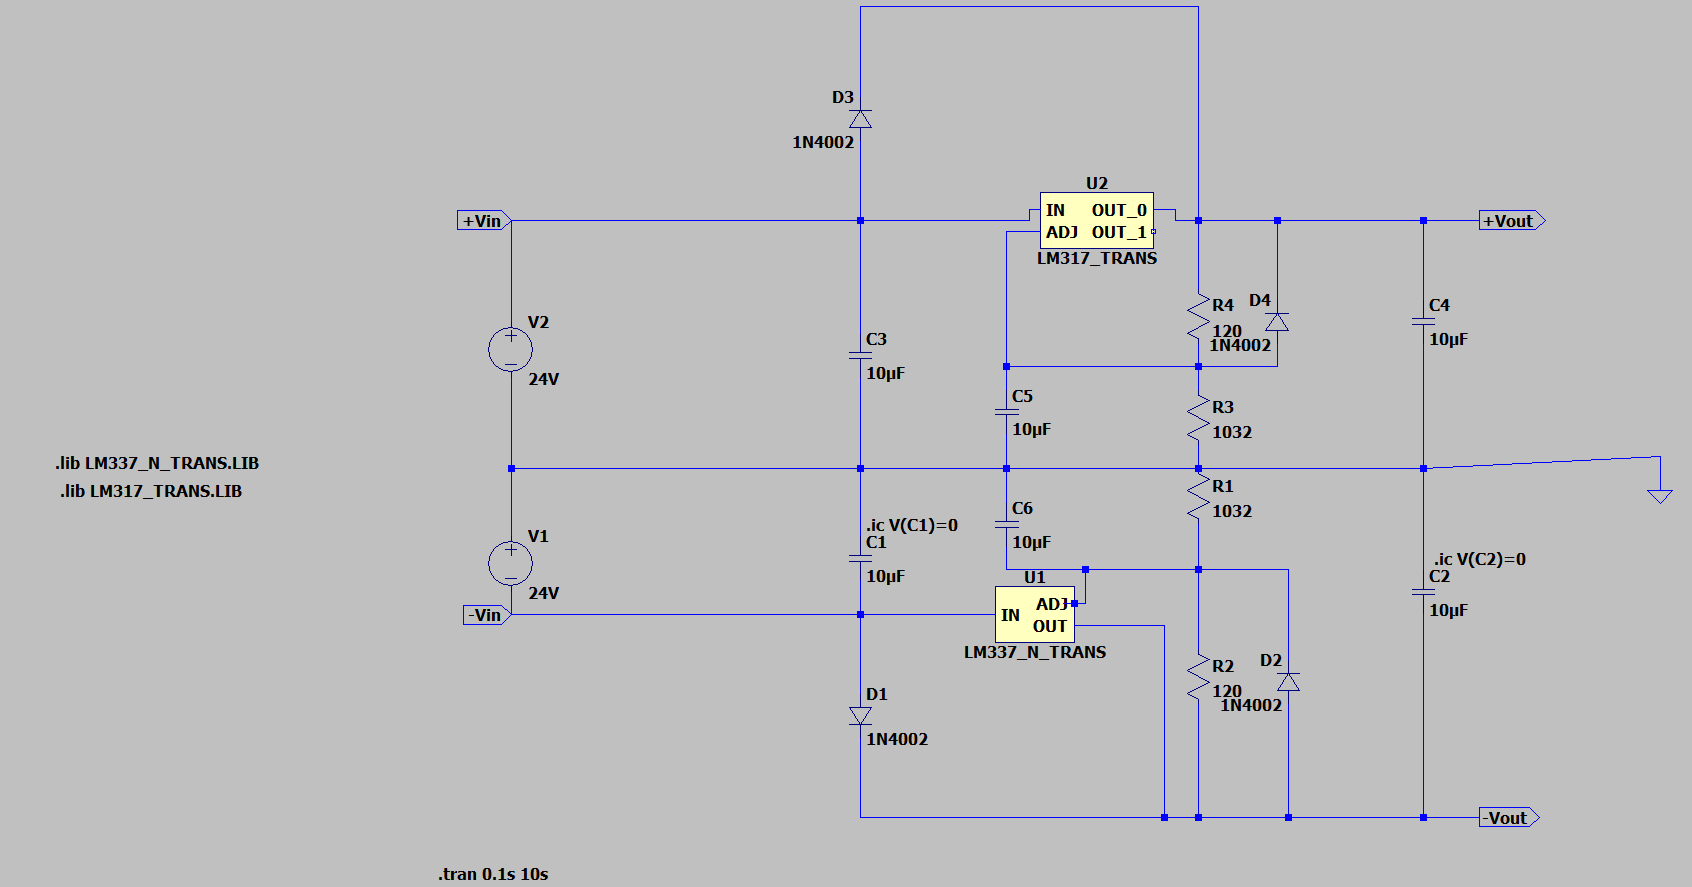 D3
1N4002
U2
+Vin
IN OUT_0
ADJ OUT_1
LM317_TRANS
+Vout
R4
120
D4
1N4002
C4
10µF
V2
24V
C3
10µF
C5
10µF
R3
1032
.lib LM337_N_TRANS.LIB
.lib LM317_TRANS.LIB
R1
1032
C6
10µF
.ic V(C1)=0
C1
10µF
V1
24V
.ic V(C2)=0
C2
10µF
U1
-Vin
IN ADJ
OUT
LM337_N_TRANS
R2
120
D2
1N4002
D1
1N4002
-Vout
.tran 0.1s 10s